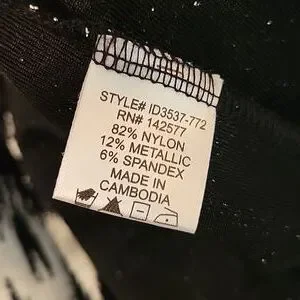 STYLE# ID3537-772
RN# 142577
82% NYLON
12% METALLIC
6% SPANDEX
MADE IN
CAMBODIA